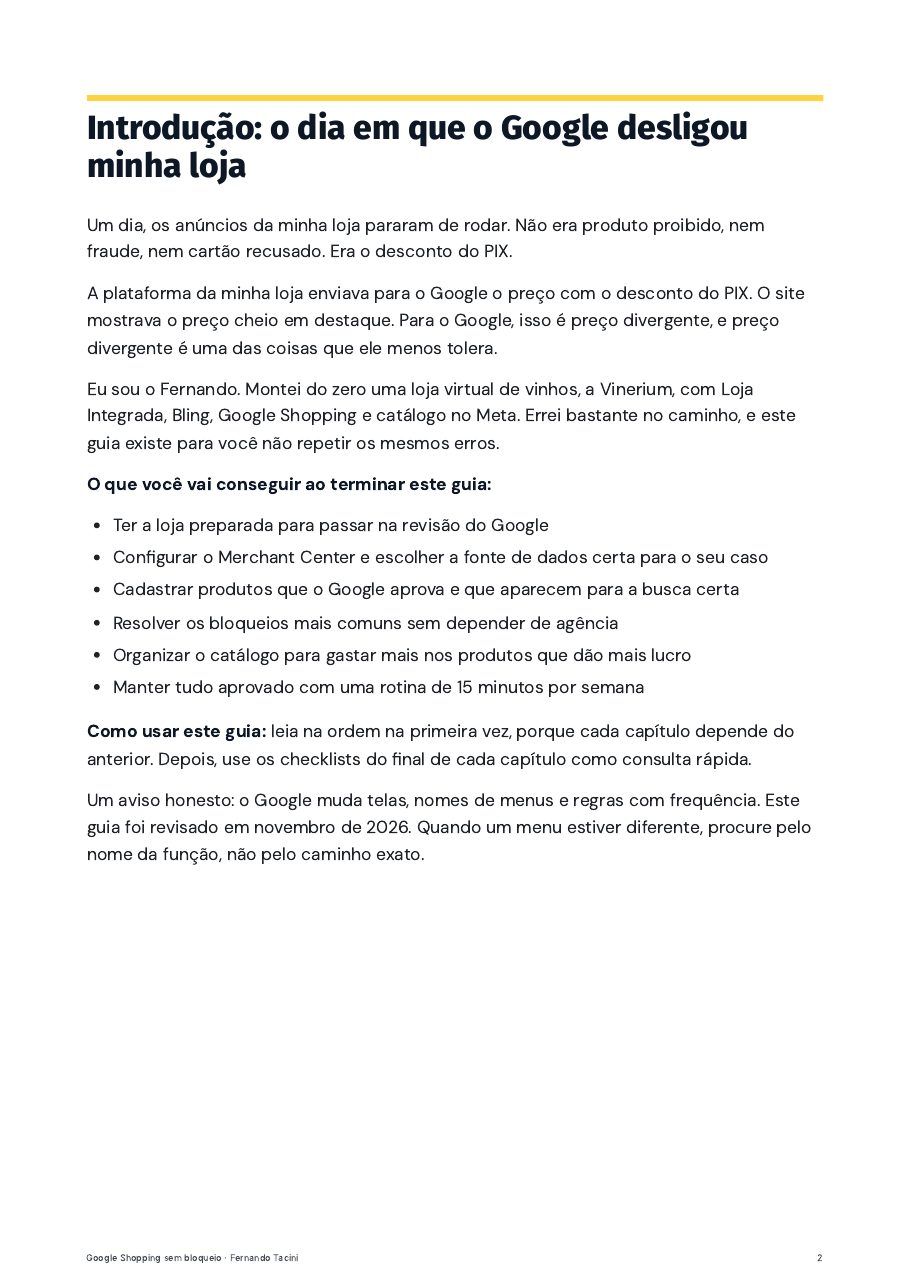 Introdução: o dia em que o Google desligou
minha loja
Um dia, os anúncios da minha loja pararam de rodar. Não era produto proibido, nem
fraude, nem cartão recusado. Era o desconto do PIX.
A plataforma da minha loja enviava para o Google o preço com o desconto do PIX. O site
mostrava o preço cheio em destaque. Para o Google, isso é preço divergente, e preço
divergente é uma das coisas que ele menos tolera.
Eu sou o Fernando. Montei do zero uma loja virtual de vinhos, a Vinerium, com Loja
Integrada, Bling, Google Shopping e catálogo no Meta. Errei bastante no caminho, e este
guia existe para você não repetir os mesmos erros.
O que você vai conseguir ao terminar este guia:
• Ter a loja preparada para passar na revisão do Google
• Configurar o Merchant Center e escolher a fonte de dados certa para o seu caso
• Cadastrar produtos que o Google aprova e que aparecem para a busca certa
• Resolver os bloqueios mais comuns sem depender de agência
• Organizar o catálogo para gastar mais nos produtos que dão mais lucro
• Manter tudo aprovado com uma rotina de 15 minutos por semana
Como usar este guia: leia na ordem na primeira vez, porque cada capítulo depende do
anterior. Depois, use os checklists do final de cada capítulo como consulta rápida.
Um aviso honesto: o Google muda telas, nomes de menus e regras com frequência. Este
guia foi revisado em novembro de 2026. Quando um menu estiver diferente, procure pelo
nome da função, não pelo caminho exato.
Google Shopping sem bloqueio · Fernando Tacini
2